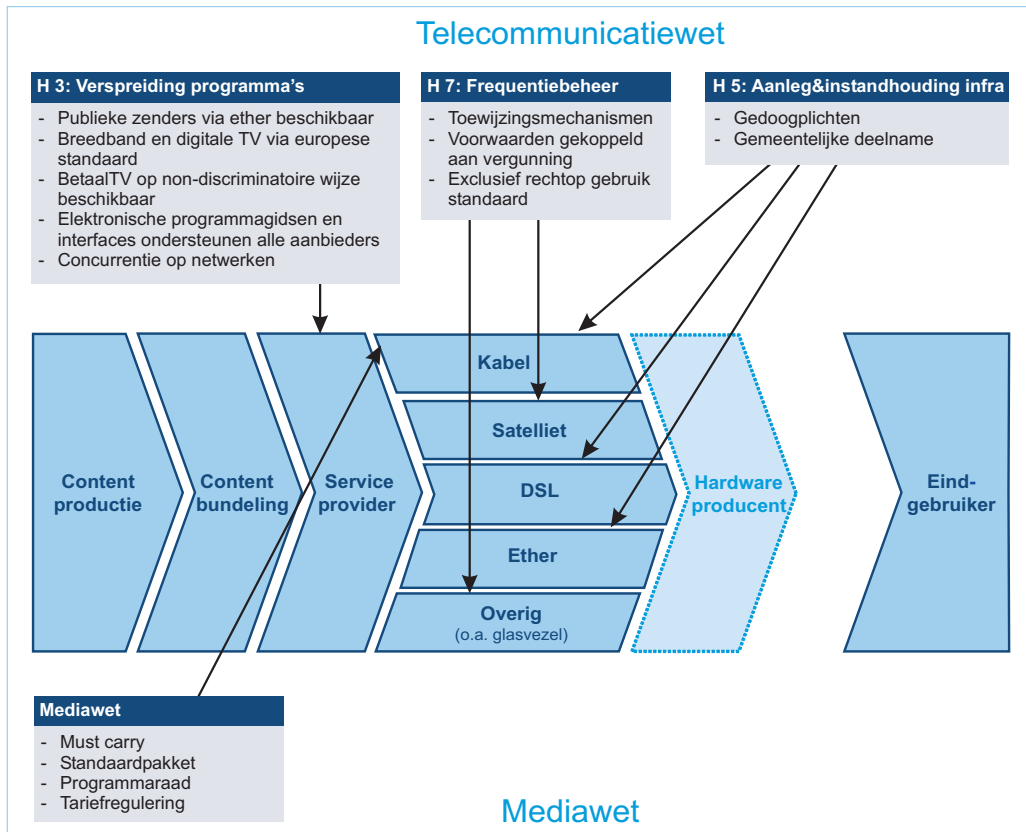 Telecommunicatiewet
H 3: Verspreiding programma's
- Publieke zenders via ether beschikbaar
- Breedband en digitale TV via europese
standaard
- BetaalTV op non-discriminatoire wijze
beschikbaar
- Elektronische programmagidsen en
interfaces ondersteunen alle aanbieders
- Concurrentie op netwerken
H 7: Frequentiebeheer
- Toewijzingsmechanismen
- Voorwaarden gekoppeld
aan vergunning
- Exclusief rechtop gebruik
standaard
H 5: Aanleg&instandhouding infra
- Gedoogplichten
- Gemeentelijke deelname
Content
productie
Content
bundeling
Service
provider
Kabel
Satelliet
DSL
Ether
Overig
(o.a. glasvezel)
Hardware
producent
Eind-
gebruiker
Mediawet
- Must carry
- Standaardpakket
- Programmaraad
- Tariefregulering
Mediawet